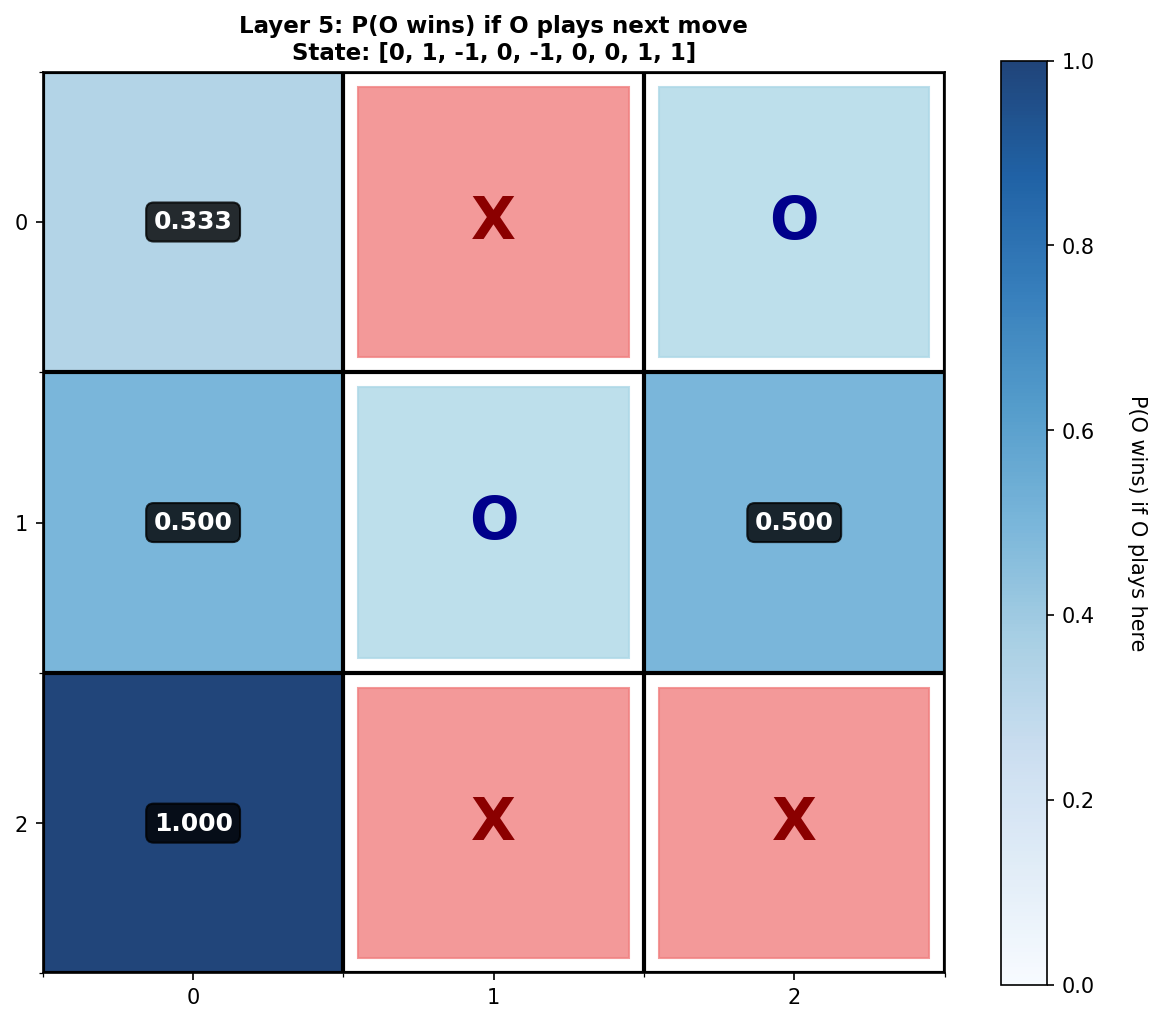 Layer 5: P(O wins) if O plays next move
State: [0, 1, -1, 0, -1, 0, 0, 1, 1]
0
0.333
X
O
1
0.500
O
0.500
2
1.000
X
X
0
1
2
1.0
0.8
0.6
0.4
0.2
0.0
P(O wins) if O plays here